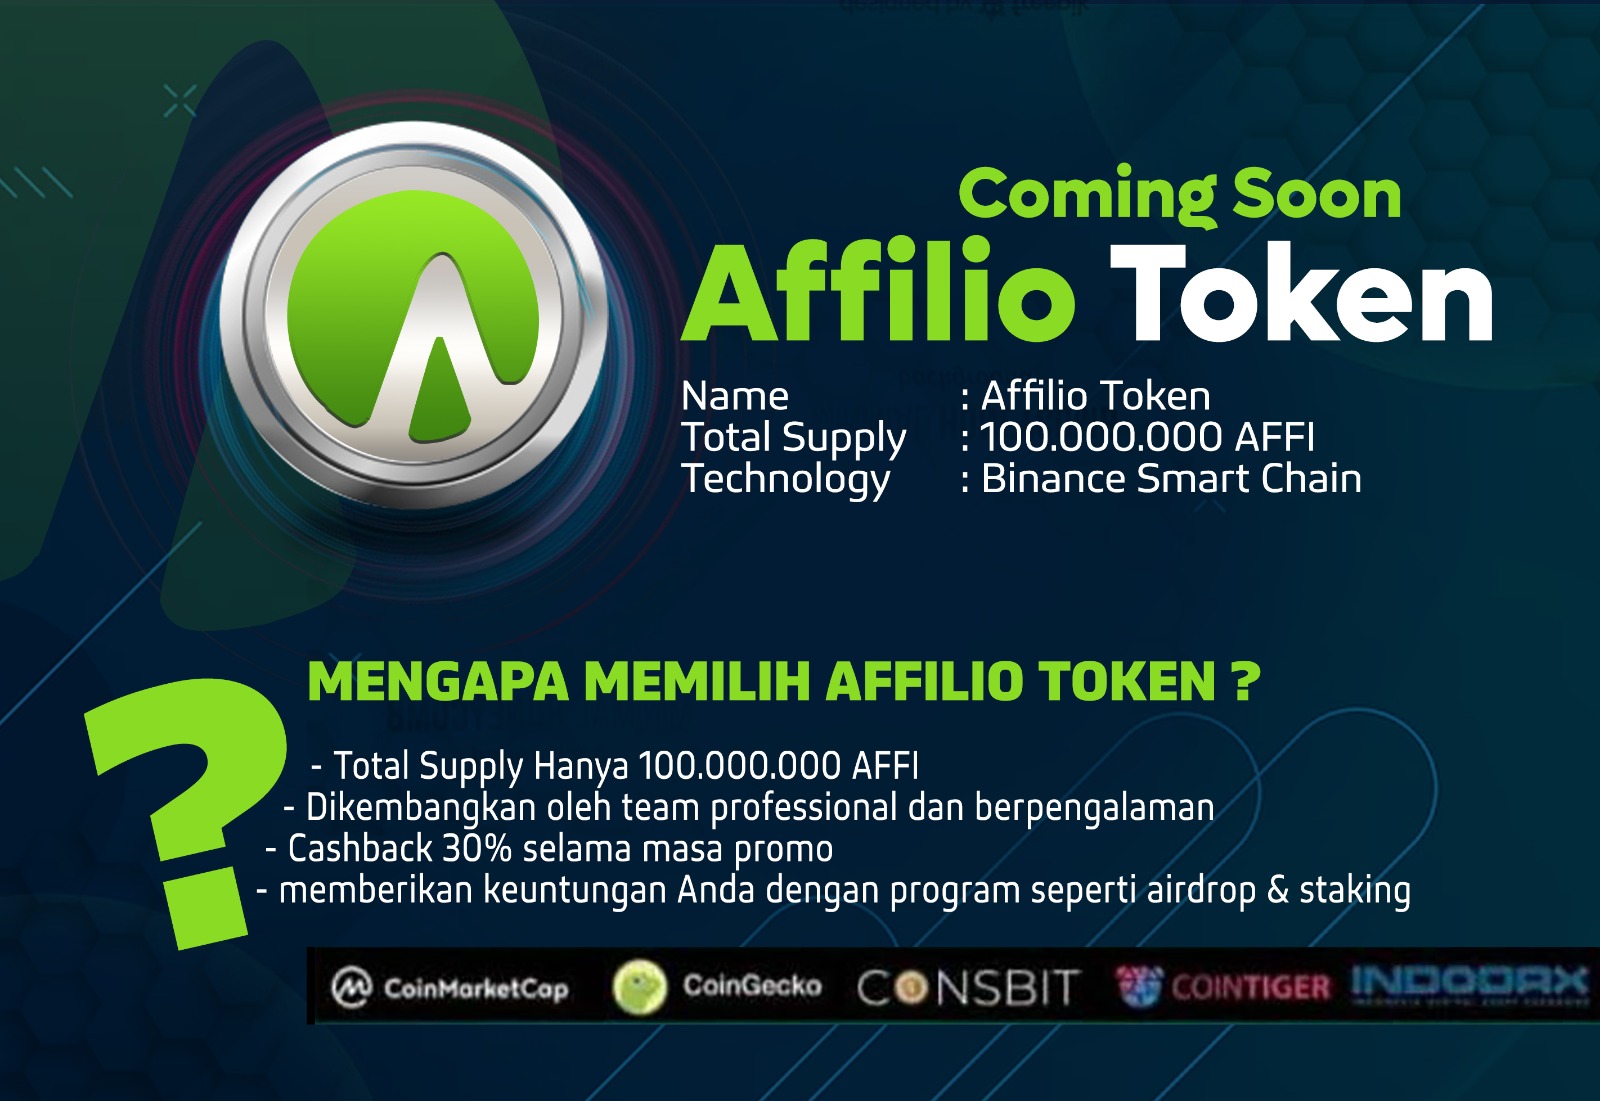 Coming Soon
Affilio Token
Name : Affilio Token
Total Supply : 100.000.000 AFFI
Technology : Binance Smart Chain
MENGAPA MEMILIH AFFILIO TOKEN ?
?
- Total Supply Hanya 100.000.000 AFFI
- Dikembangkan oleh team professional dan berpengalaman
- Cashback 30% selama masa promo
- memberikan keuntungan Anda dengan program seperti airdrop & staking
CoinMarketCap CoinGecko COINSBIT COINTIGER INDODAX